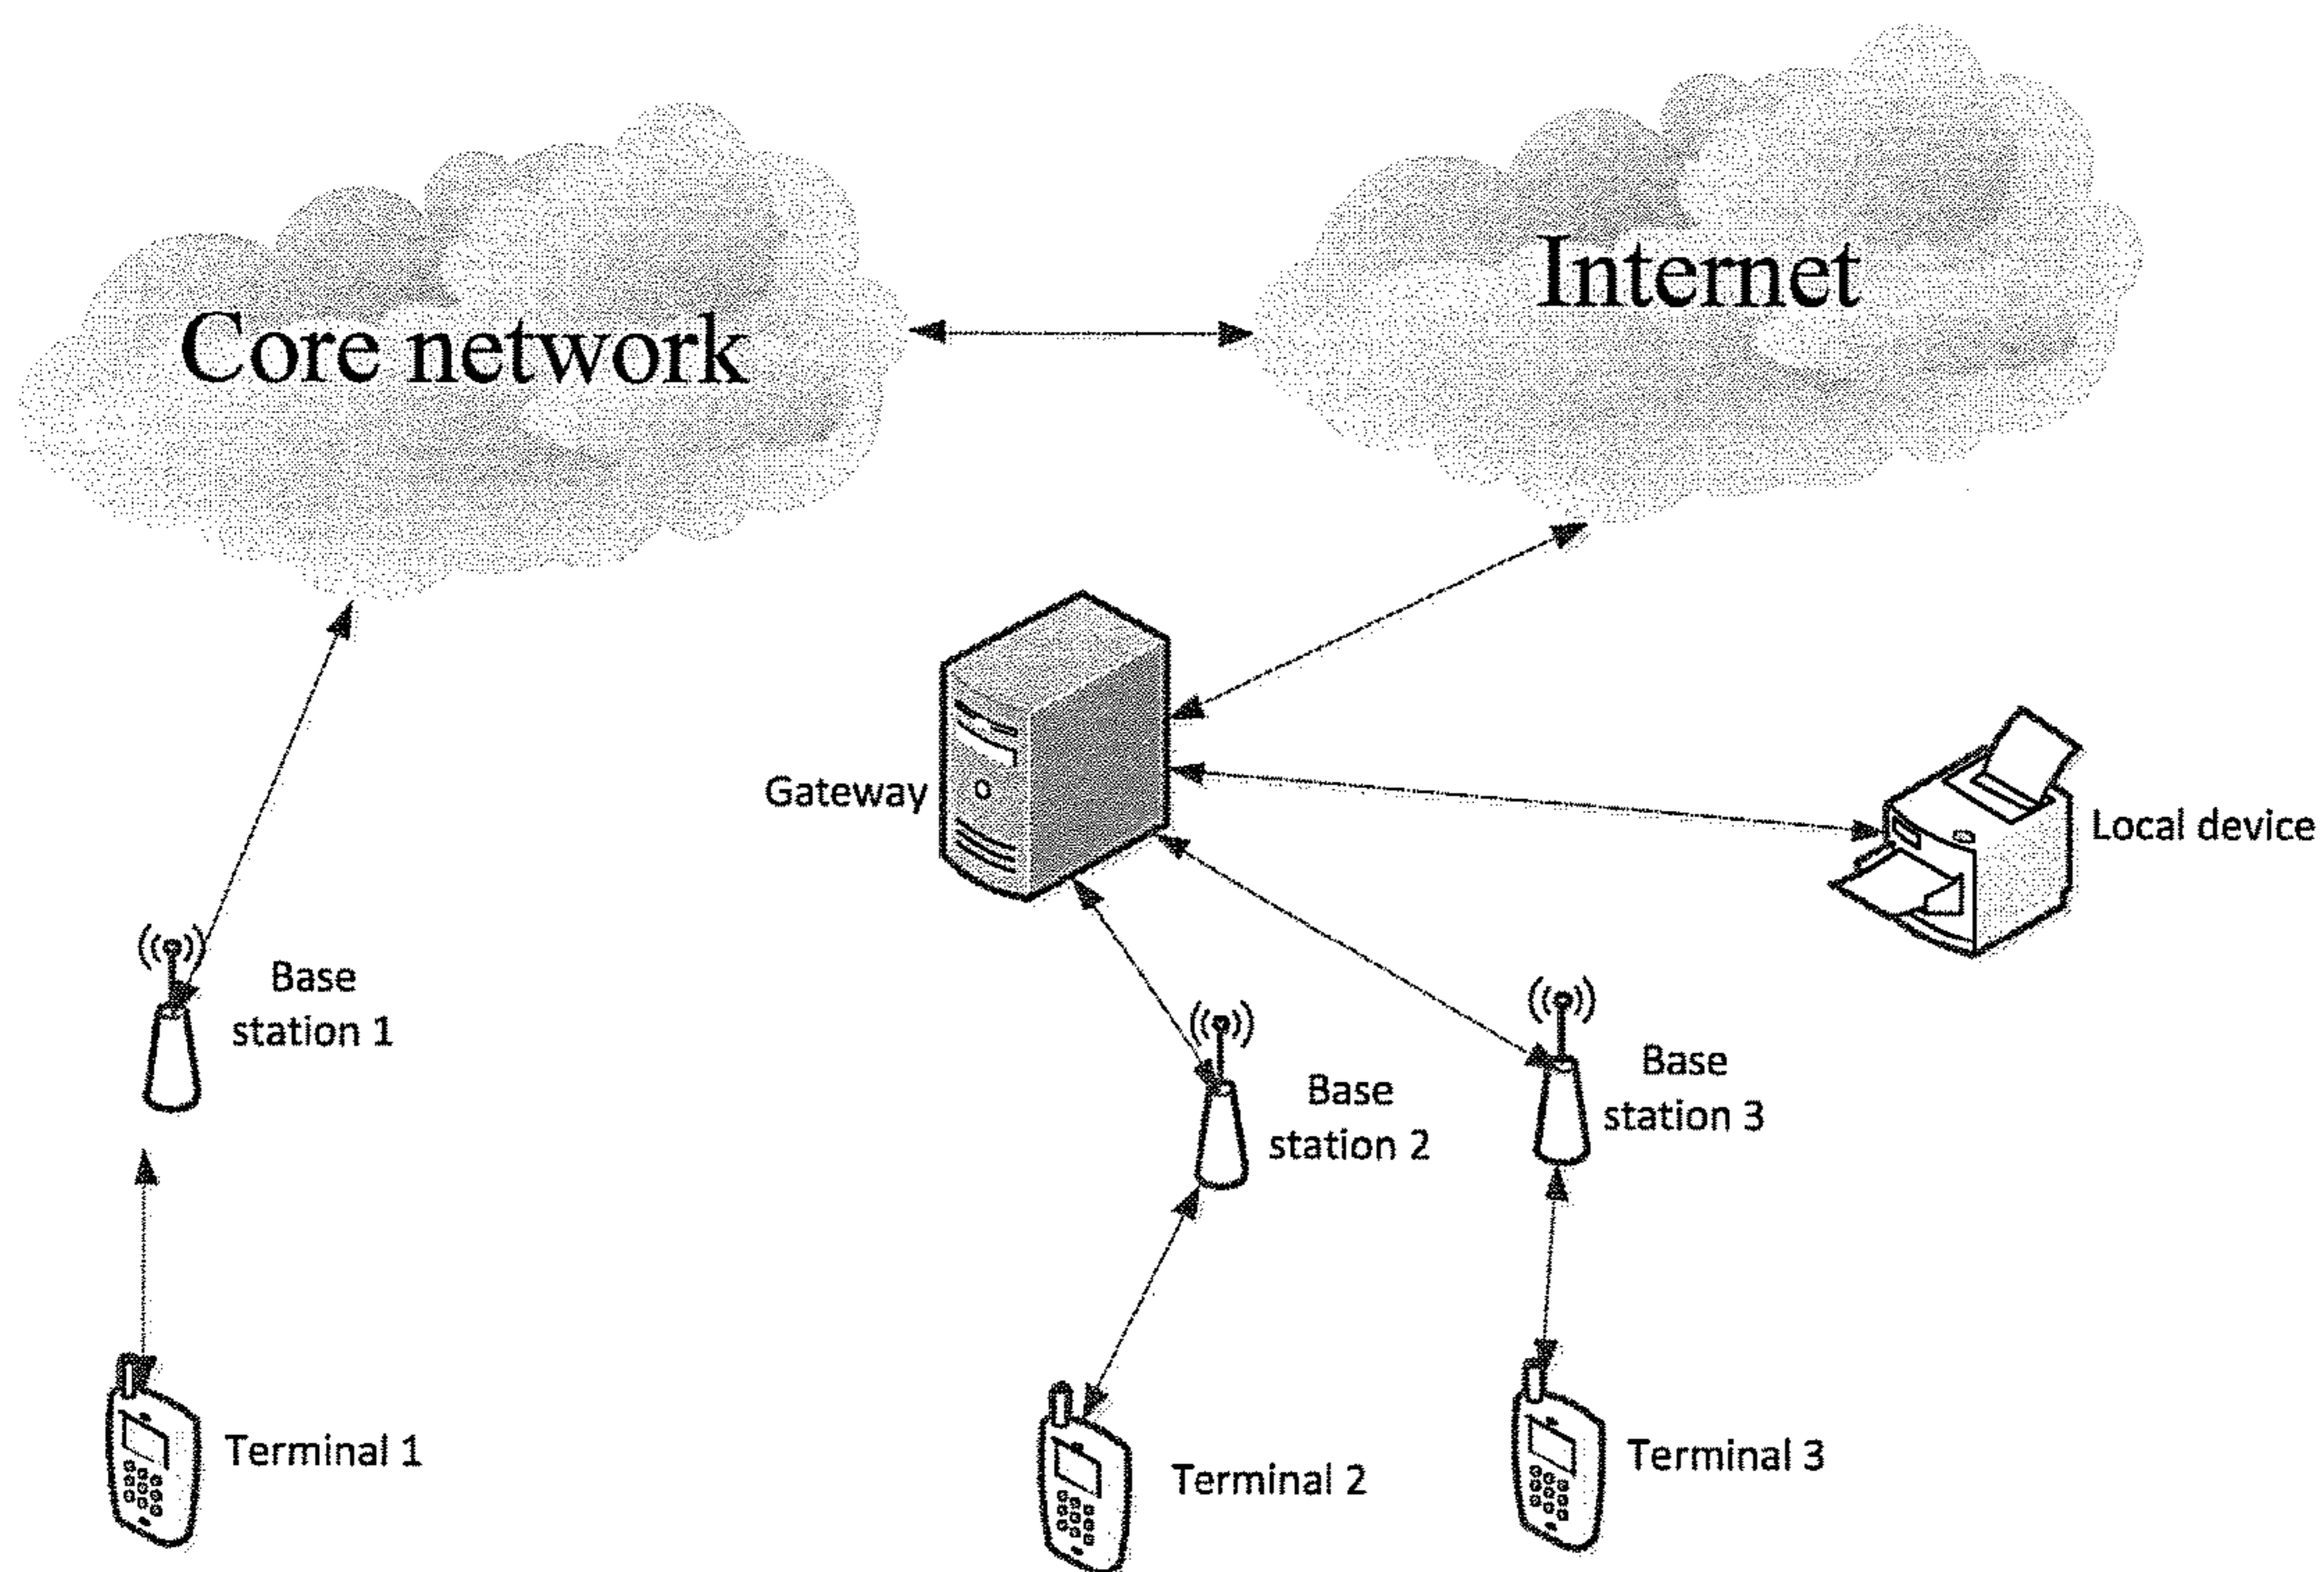 Internet
Core network
Gateway
Local device
Base
station 1
Base
station 2
Base
station 3
Terminal 1
Terminal 2
Terminal 3